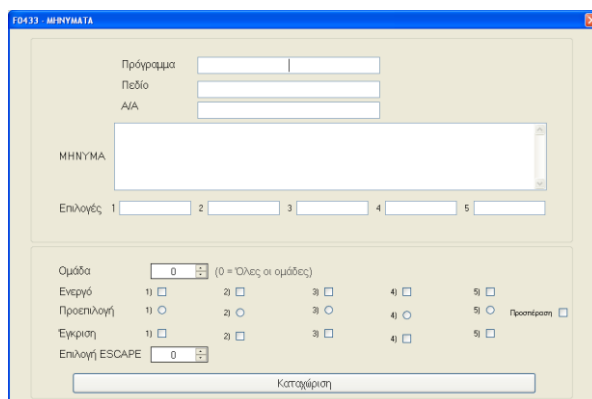 F0433 - ΜΗΝΥΜΑΤΑ
Πρόγραμμα
Πεδίο
Α/Α
ΜΗΝΥΜΑ
Επιλογές 1 2 3 4 5
Ομάδα 0 (0 = Όλες οι ομάδες)
Ενεργό 1) 2) 3) 4) 5)
Προεπιλογή 1) 2) 3) 4) 5) Προσπέραση
Έγκριση 1) 2) 3) 4) 5)
Επιλογή ESCAPE 0
Καταχώριση